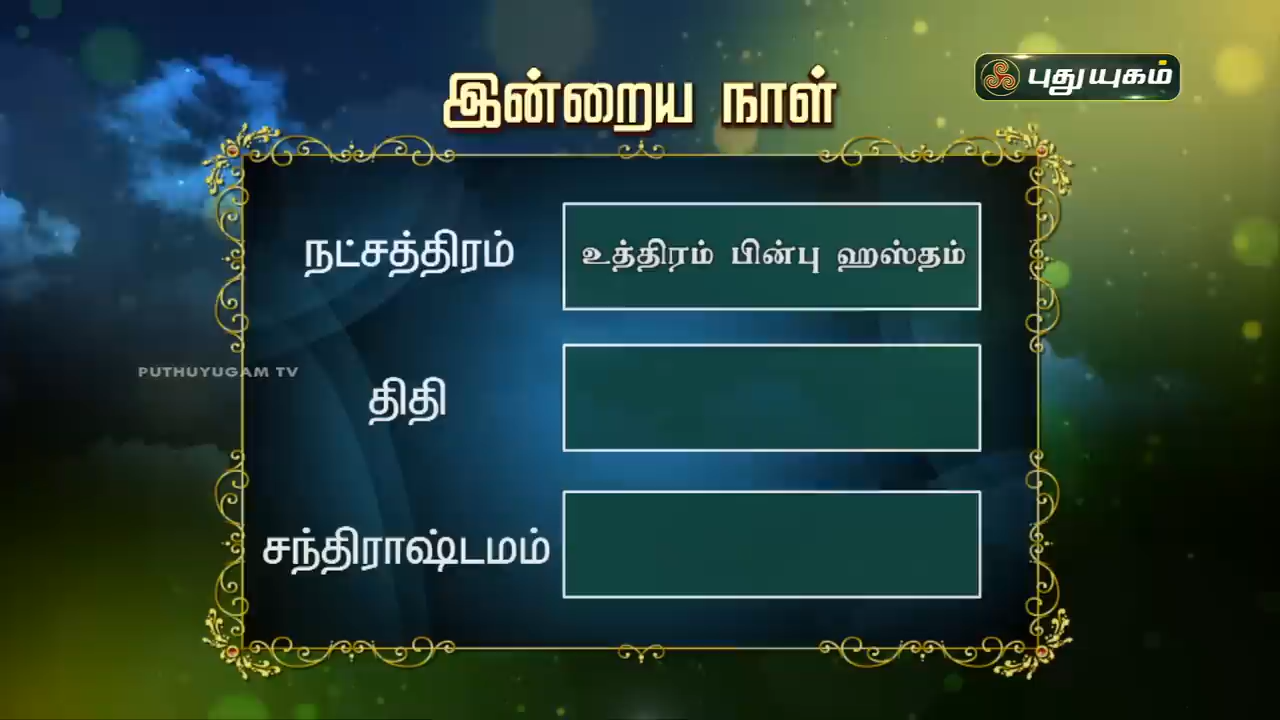 இன்றைய நாள்
புதுயுகம்
நட்சத்திரம் உத்திரம் பின்பு ஹஸ்தம்
PUTHUYUGAM TV
திதி
சந்திராஷ்டமம்